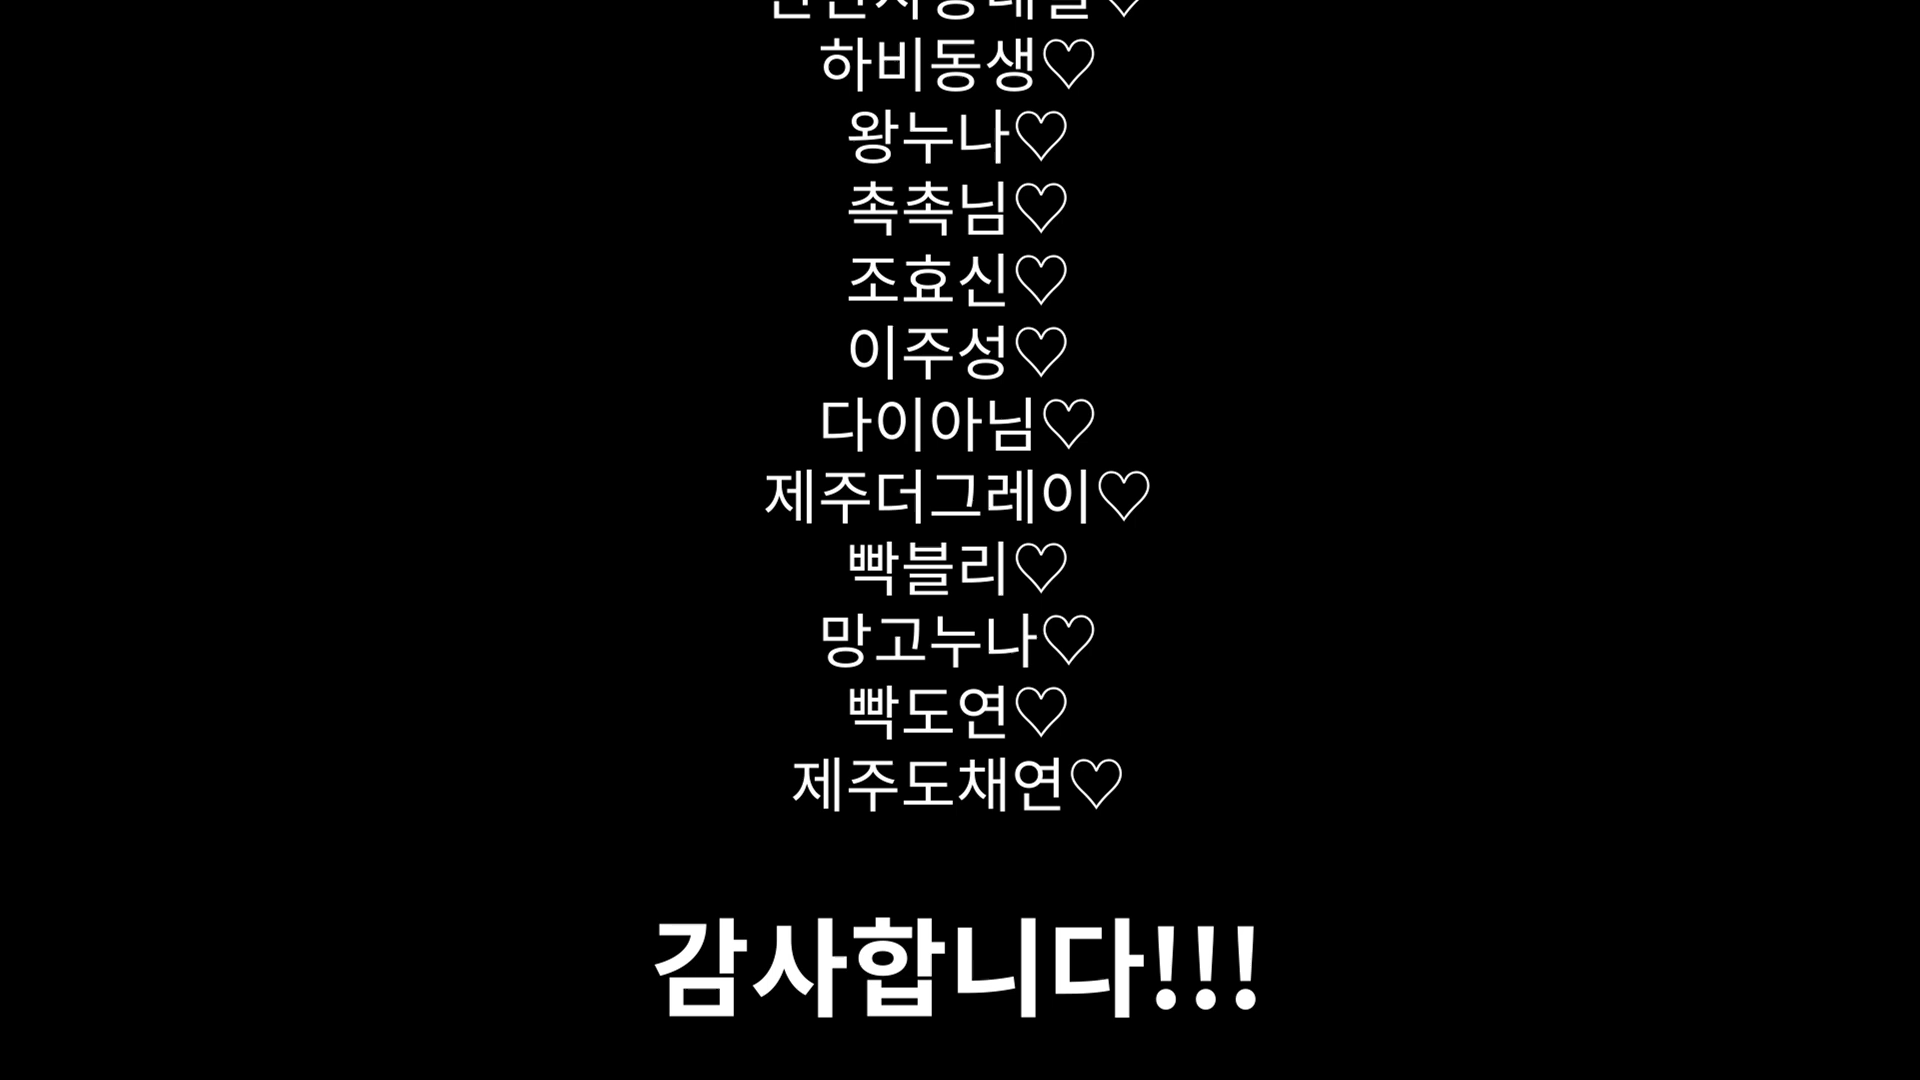 하비동생♡
왕누나♡
촉촉님♡
조효신♡
이주성♡
다이아님♡
제주더그레이♡
빡블리♡
망고누나♡
빡도연♡
제주도채연♡
감사합니다!!!